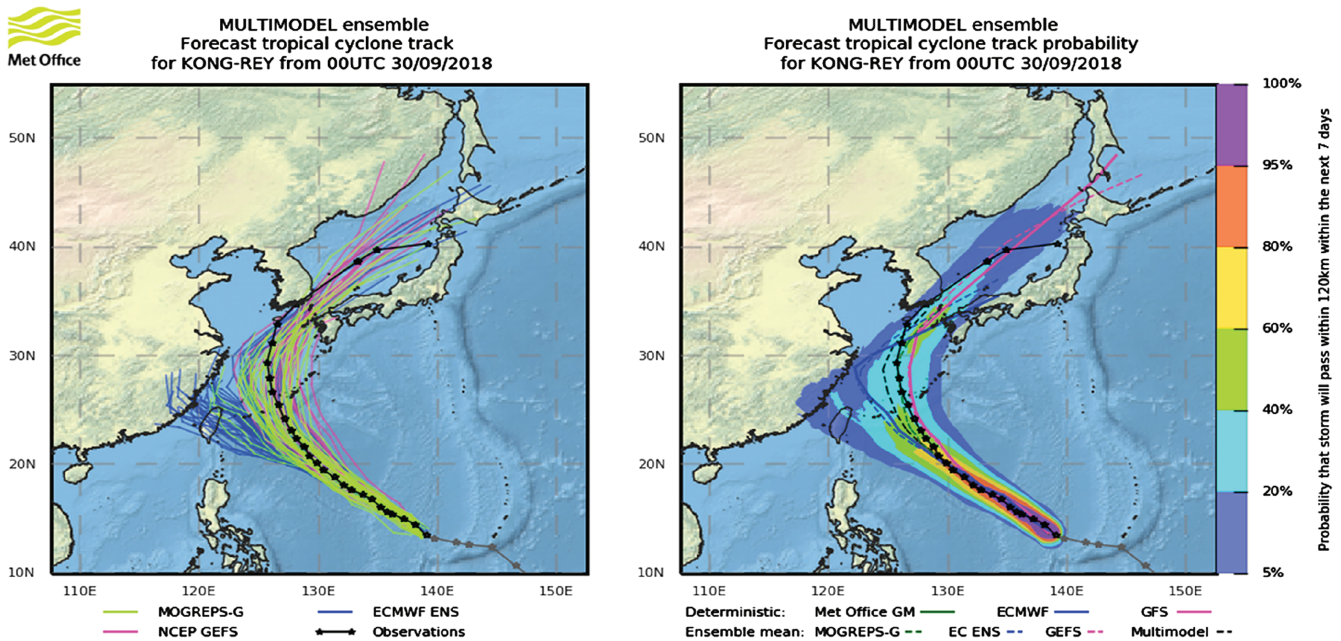 Met Office
MULTIMODEL ensemble
Forecast tropical cyclone track
for KONG-REY from 00UTC 30/09/2018
50N
40N
30N
20N
10N
110E 120E 130E 140E 150E
MOGREPS-G ECMWF ENS
NCEP GEFS Observations
MULTIMODEL ensemble
Forecast tropical cyclone track probability
for KONG-REY from 00UTC 30/09/2018
50N
40N
30N
20N
10N
110E 120E 130E 140E 150E
100%
95%
80%
60%
40%
20%
5%
Probability that storm will pass within 120km within the next 7 days
Deterministic: Met Office GM ECMWF GFS
Ensemble mean: MOGREPS-G EC ENS GEFS Multimodel